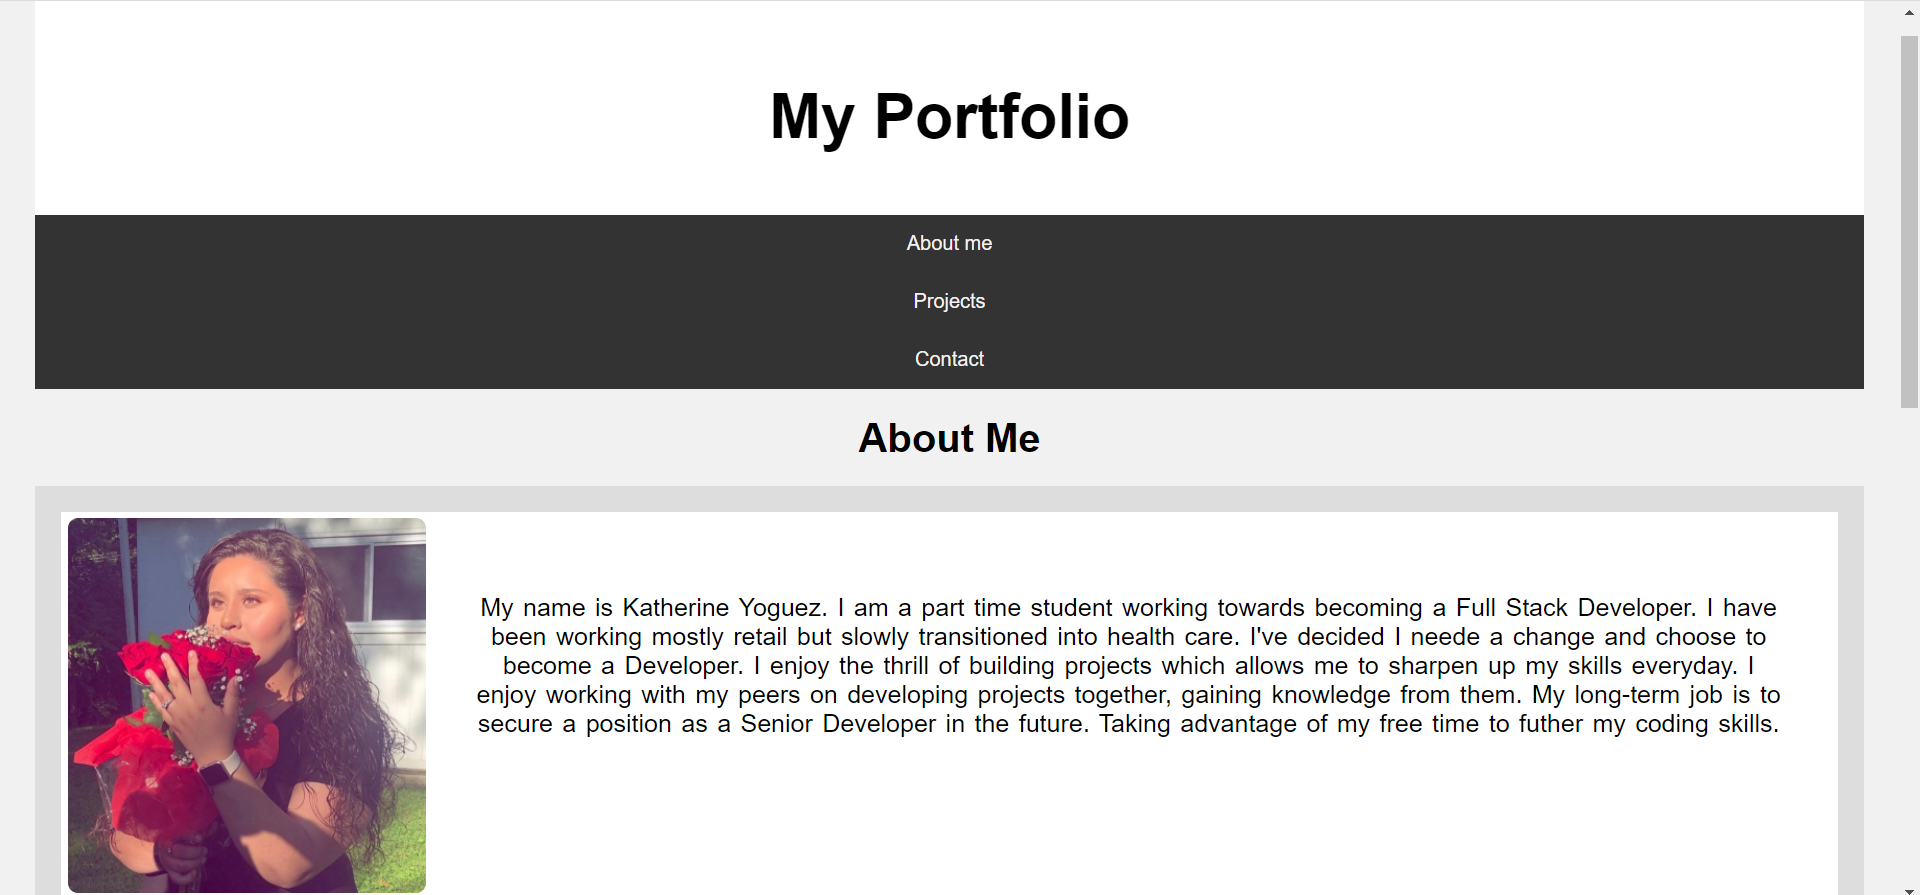 My Portfolio
About me
Projects
Contact
About Me
My name is Katherine Yoguez. I am a part time student working towards becoming a Full Stack Developer. I have
been working mostly retail but slowly transitioned into health care. I've decided I neede a change and choose to
become a Developer. I enjoy the thrill of building projects which allows me to sharpen up my skills everyday. I
enjoy working with my peers on developing projects together, gaining knowledge from them. My long-term job is to
secure a position as a Senior Developer in the future. Taking advantage of my free time to futher my coding skills.